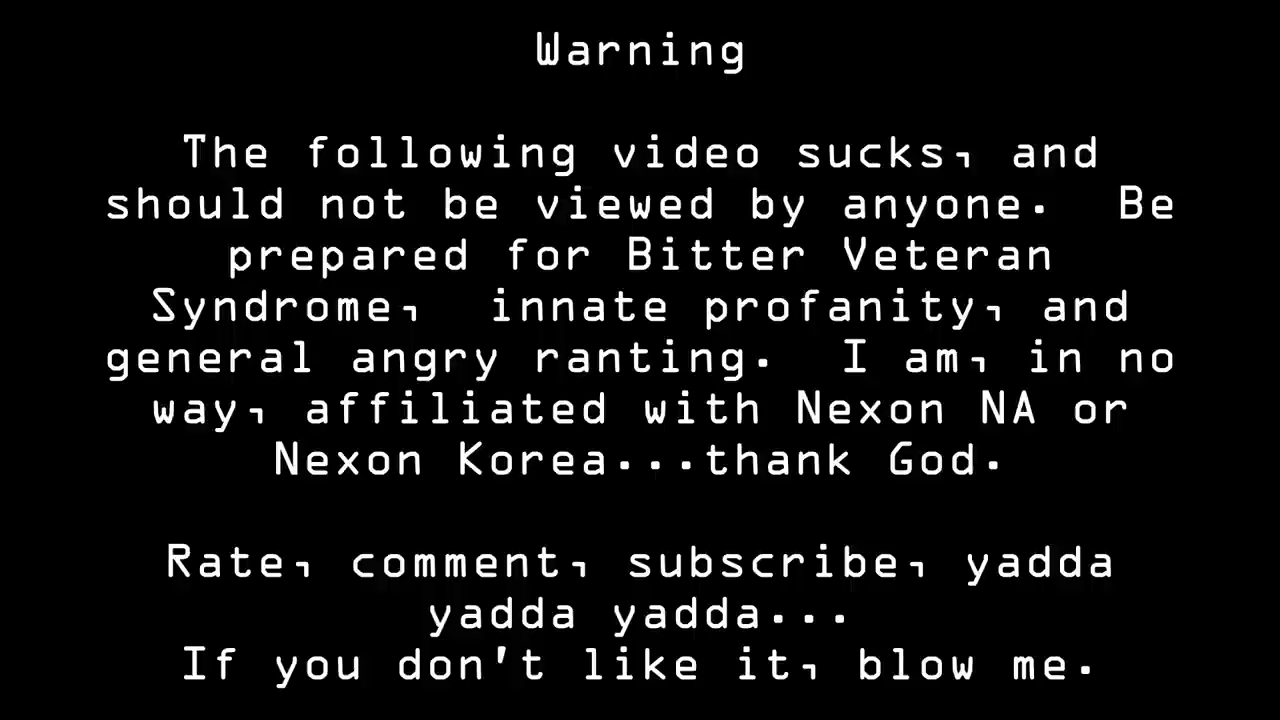 Warning
The following video sucks, and
should not be viewed by anyone.  Be
prepared for Bitter Veteran
Syndrome,  innate profanity, and
general angry ranting.  I am, in no
way, affiliated with Nexon NA or
Nexon Korea...thank God.
Rate, comment, subscribe, yadda
yadda yadda...
If you don't like it, blow me.